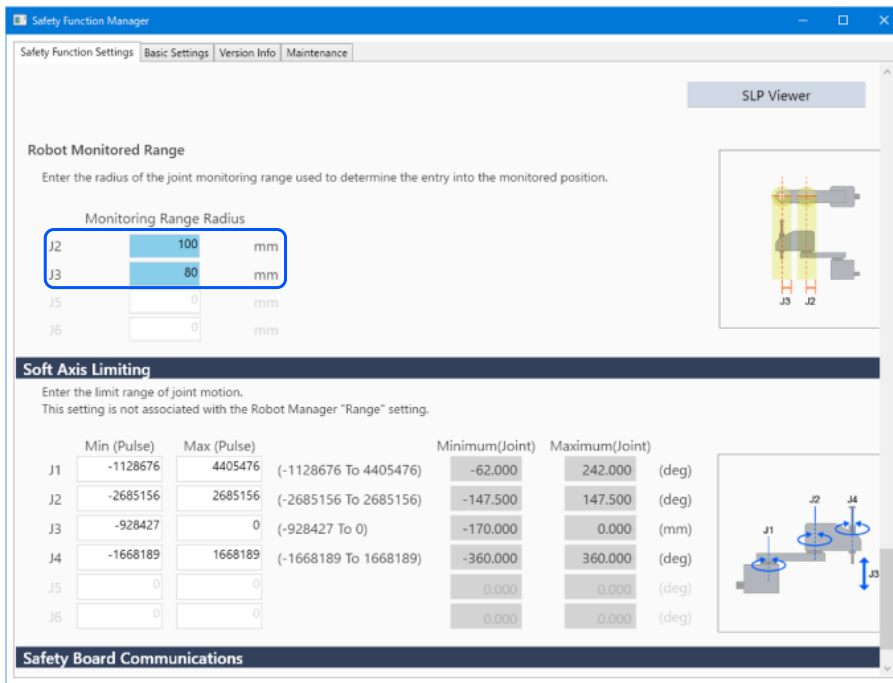 Safety Function Manager
Safety Function Settings Basic Settings Version Info Maintenance
SLP Viewer
Robot Monitored Range
Enter the radius of the joint monitoring range used to determine the entry into the monitored position.
Monitoring Range Radius
J2 100 mm
J3 80 mm
J5 0 mm
J6 0 mm
J3 J2
Soft Axis Limiting
Enter the limit range of joint motion.
This setting is not associated with the Robot Manager "Range" setting.
Min (Pulse) Max (Pulse) Minimum(Joint) Maximum(Joint)
J1 -1128676 4405476 (-1128676 To 4405476) -62.000 242.000 (deg)
J2 -2685156 2685156 (-2685156 To 2685156) -147.500 147.500 (deg)
J3 -928427 0 (-928427 To 0) -170.000 0.000 (mm)
J4 -1668189 1668189 (-1668189 To 1668189) -360.000 360.000 (deg)
J5 0 0 0.000 0.000 (deg)
J6 0 0 0.000 0.000 (deg)
J2 J4
J1
J3
Safety Board Communications